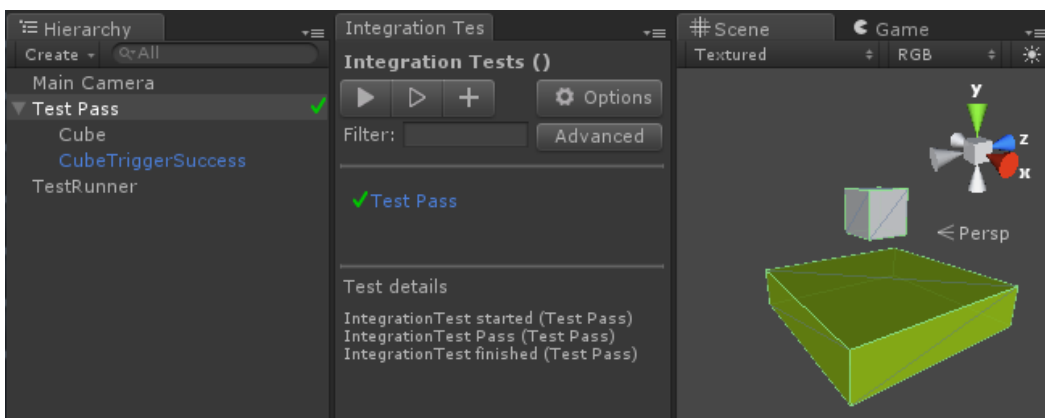 Hierarchy
Create
All
Main Camera
Test Pass
Cube
CubeTriggerSuccess
TestRunner
Integration Tes
Integration Tests ()
Options
Filter:
Advanced
Test Pass
Test details
IntegrationTest started (Test Pass)
IntegrationTest Pass (Test Pass)
IntegrationTest finished (Test Pass)
Scene
Game
Textured
RGB
y
z
x
Persp